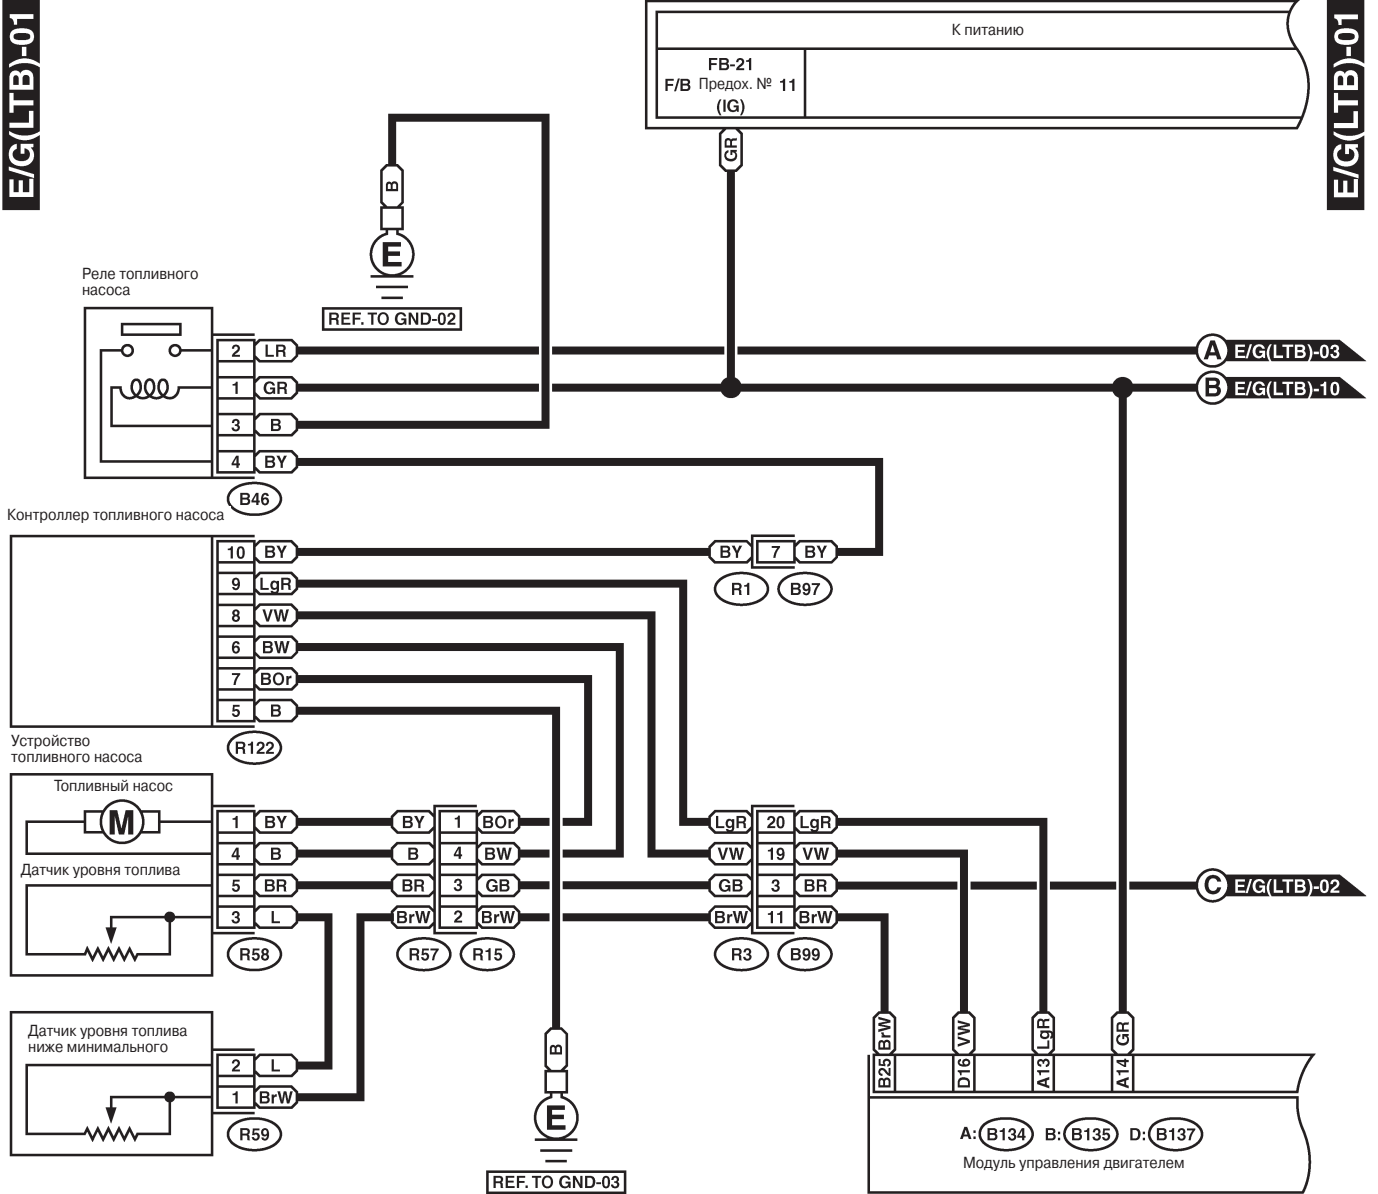 E/G(LTB)-01
E/G(LTB)-01
К питанию
FB-21
F/B Предох. № 11
(IG)
GR
B
E
REF. TO GND-02
Реле топливного
насоса
2 LR
A E/G(LTB)-03
1 GR
B E/G(LTB)-10
3 B
4 BY
B46
Контроллер топливного насоса
10 BY
BY 7 BY
R1 B97
9 LgR
8 VW
6 BW
7 BOr
5 B
R122
Устройство
топливного насоса
Топливный насос
M
1 BY
BY 1 BOr
LgR 20 LgR
4 B
B 4 BW
VW 19 VW
Датчик уровня топлива
5 BR
BR 3 GB
GB 3 BR
C E/G(LTB)-02
3 L
BrW 2 BrW
BrW 11 BrW
R58
R57 R15
R3 B99
Датчик уровня топлива
ниже минимального
2 L
1 BrW
R59
B
E
REF. TO GND-03
BrW VW LgR GR
B25 D16 A13 A14
A: B134 B: B135 D: B137
Модуль управления двигателем